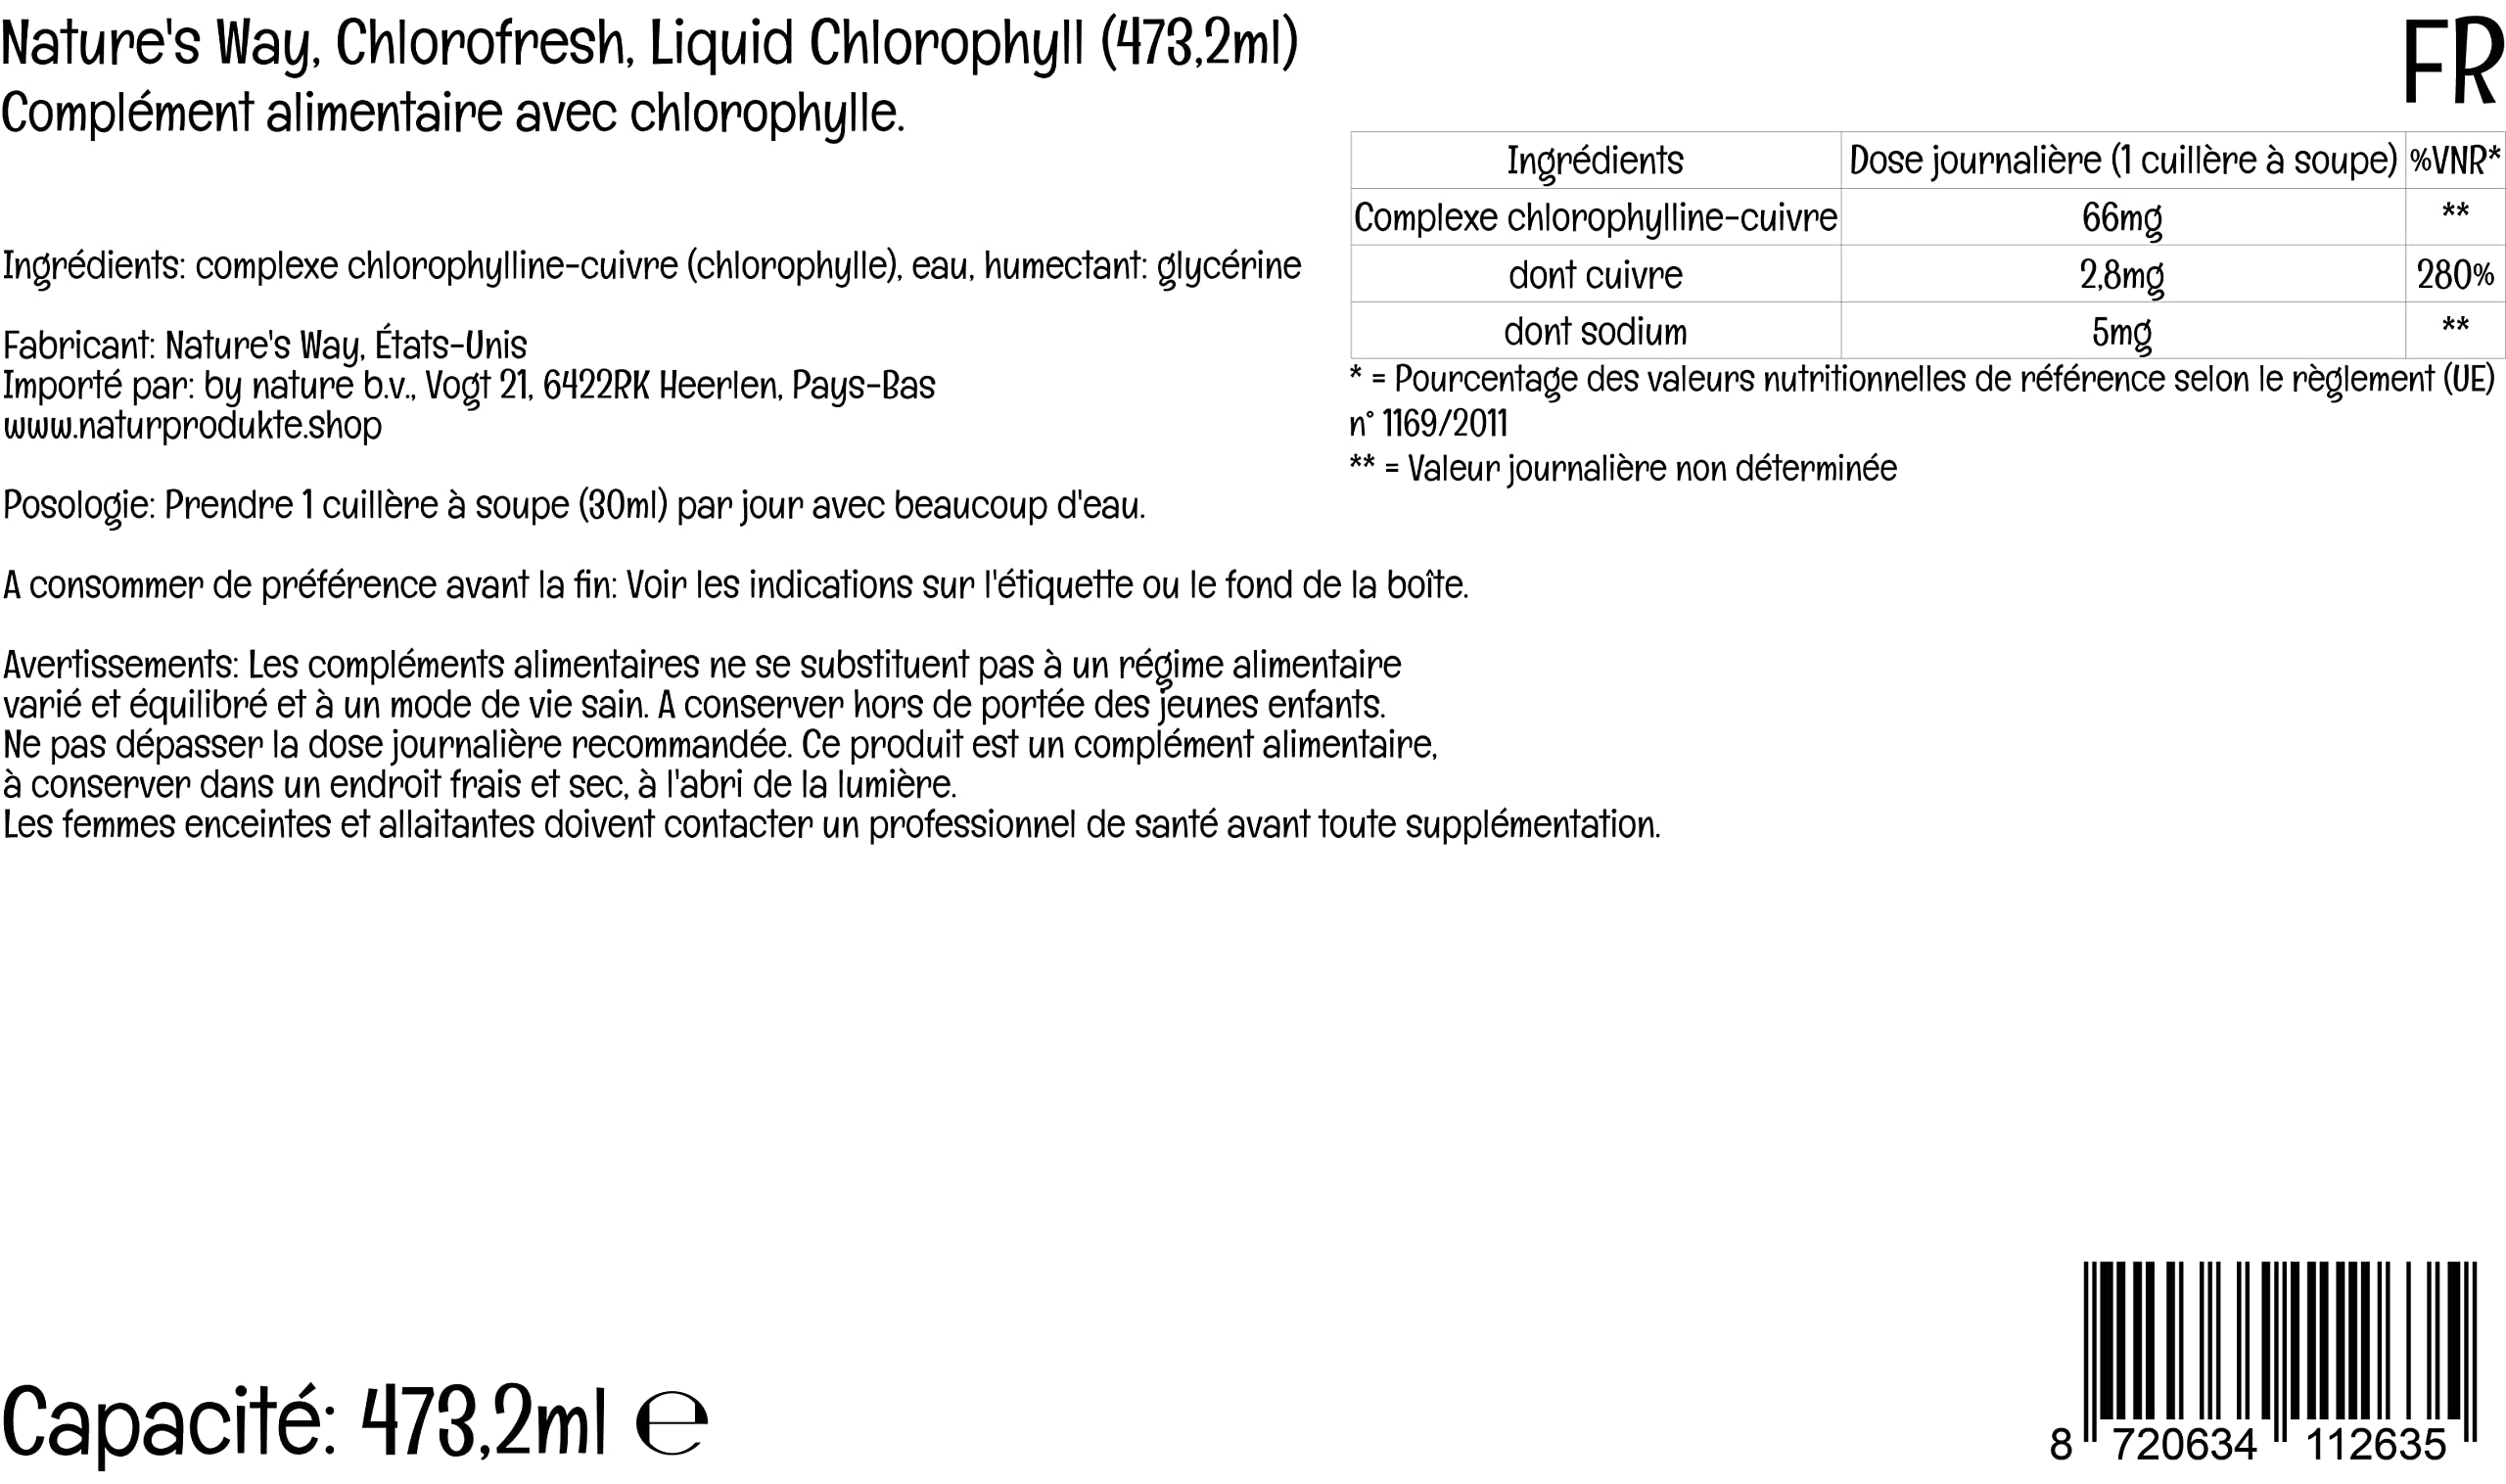 Nature's Way, Chlorofresh, Liquid Chlorophyll (473,2ml)
Complément alimentaire avec chlorophylle.
FR
Ingrédients: complexe chlorophylline-cuivre (chlorophylle), eau, humectant: glycérine
Fabricant: Nature's Way, États-Unis
Importé par: by nature b.v., Vogt 21, 6422RK Heerlen, Pays-Bas
www.naturprodukte.shop
Posologie: Prendre 1 cuillère à soupe (30ml) par jour avec beaucoup d'eau.
A consommer de préférence avant la fin: Voir les indications sur l'étiquette ou le fond de la boîte.
Avertissements: Les compléments alimentaires ne se substituent pas à un régime alimentaire
varié et équilibré et à un mode de vie sain. A conserver hors de portée des jeunes enfants.
Ne pas dépasser la dose journalière recommandée. Ce produit est un complément alimentaire,
à conserver dans un endroit frais et sec, à l'abri de la lumière.
Les femmes enceintes et allaitantes doivent contacter un professionnel de santé avant toute supplémentation.
Ingrédients Dose journalière (1 cuillère à soupe) %VNR*
Complexe chlorophylline-cuivre 66mg **
dont cuivre 2,8mg 280%
dont sodium 5mg **
* = Pourcentage des valeurs nutritionnelles de référence selon le règlement (UE)
n° 1169/2011
** = Valeur journalière non déterminée
Capacité: 473,2ml ℮
8 720634 112635